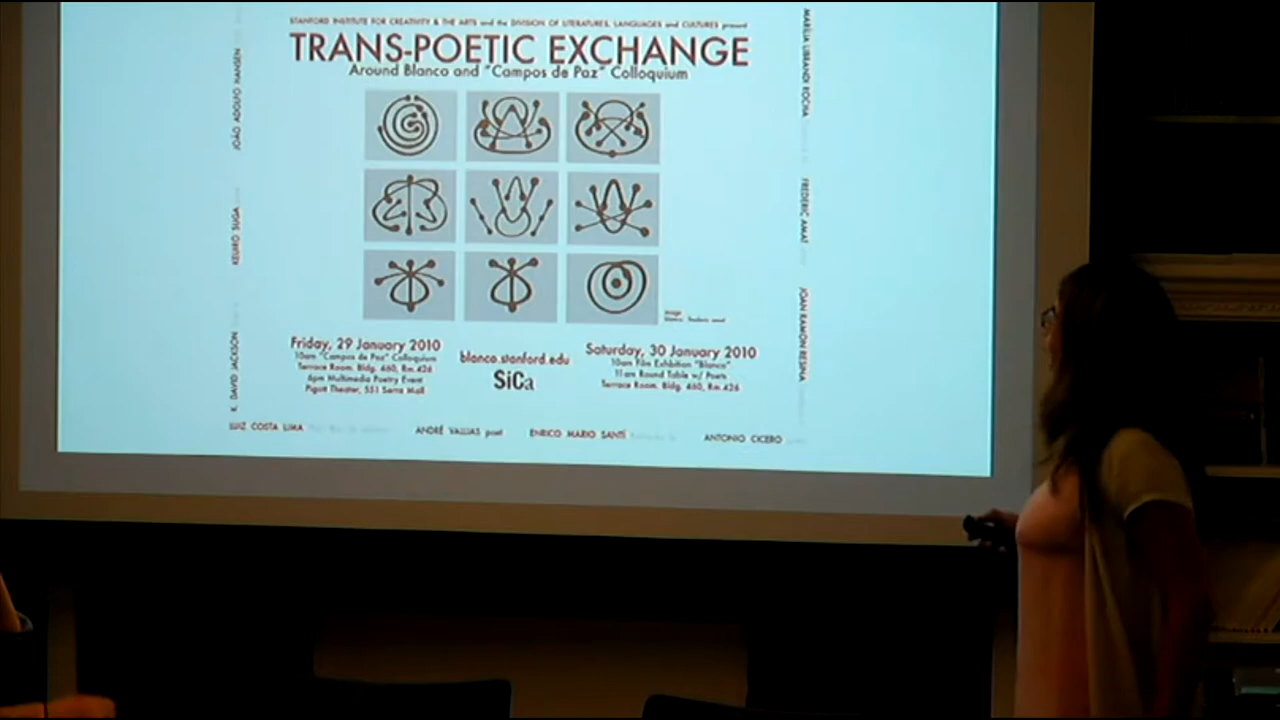 STANFORD INSTITUTE FOR CREATIVITY & THE ARTS and the DIVISION OF LITERATURES, LANGUAGES and CULTURES present
TRANS-POETIC EXCHANGE
Around Blanco and "Campos de Paz" Colloquium
JOÃO ADOLFO HANSEN
KEIJIRO SUGA
K. DAVID JACKSON
MARÍLIA LIBRANDI ROCHA
FREDERIC AMAT
JOAN RAMON RESINA
Friday, 29 January 2010
10am "Campos de Paz" Colloquium
Terrace Room. Bldg. 460, Rm.426
6pm Multimedia Poetry Event
Pigott Theater, 551 Serra Mall
blanco.stanford.edu
SiCa
Saturday, 30 January 2010
10am Film Exhibition "Blanco"
11am Round Table w/ Poets
Terrace Room. Bldg. 460, Rm.426
LUIZ COSTA LIMA
ANDRÉ VALLIAS poet
ENRICO MARIO SANTÍ
ANTONIO CICERO